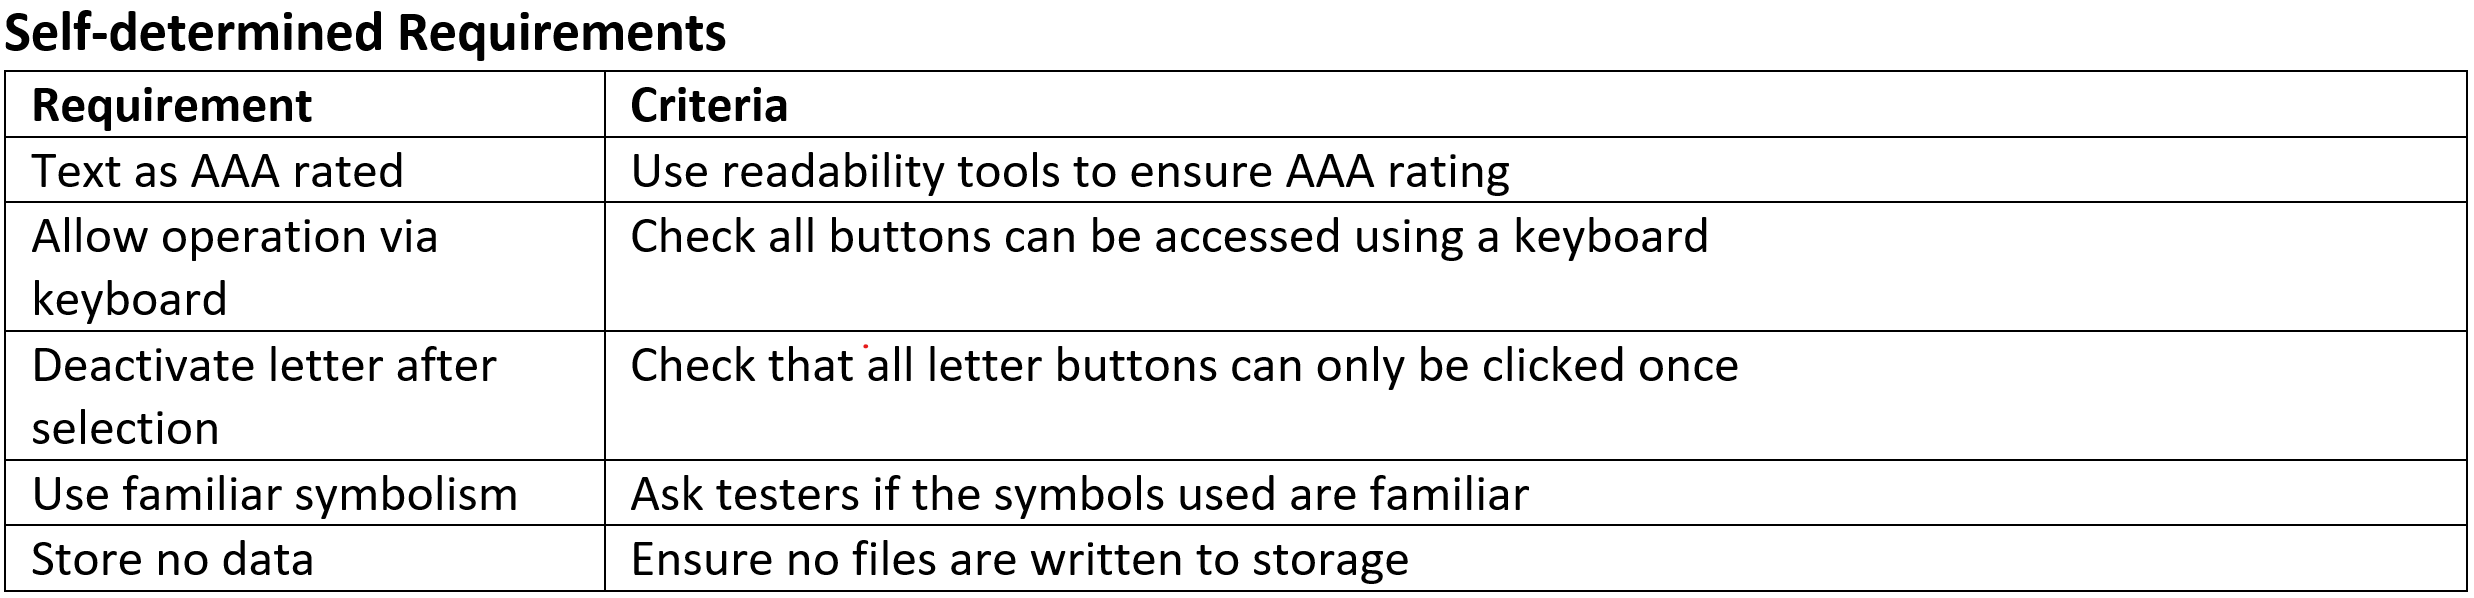 Self-determined Requirements
Requirement Criteria
Text as AAA rated Use readability tools to ensure AAA rating
Allow operation via Check all buttons can be accessed using a keyboard
keyboard
Deactivate letter after Check that all letter buttons can only be clicked once
selection
Use familiar symbolism Ask testers if the symbols used are familiar
Store no data Ensure no files are written to storage